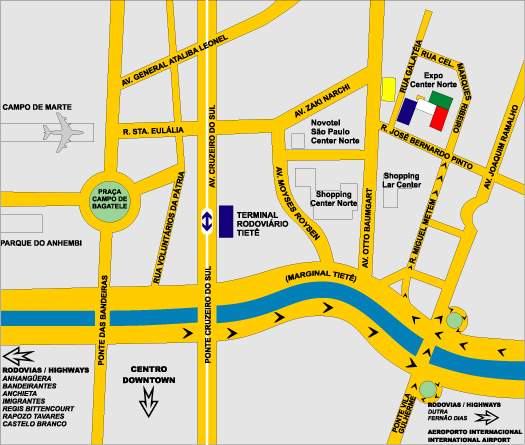 AV. GENERAL ATALIBA LEONEL
RUA GALATÉIA
RUA CEL.
MARQUES RIBEIRO
Expo
Center Norte
CAMPO DE MARTE
R. STA. EULÁLIA
AV. CRUZEIRO DO SUL
AV. ZAKI NARCHI
Novotel
São Paulo
Center Norte
R. JOSÉ BERNARDO PINTO
AV. JOAQUIM RAMALHO
PRAÇA
CAMPO DE
BAGATELE
RUA VOLUNTÁRIOS DA PÁTRIA
TERMINAL
RODOVIÁRIO
TIETÊ
AV. MOYSES ROYSEN
Shopping
Center Norte
AV. OTTO BAUMGART
Shopping
Lar Center
R. MIGUEL METEM
PARQUE DO ANHEMBI
(MARGINAL TIETÊ)
PONTE DAS BANDEIRAS
PONTE CRUZEIRO DO SUL
RODOVIAS / HIGHWAYS
ANHANGÜERA
BANDEIRANTES
ANCHIETA
IMIGRANTES
REGIS BITTENCOURT
RAPOZO TAVARES
CASTELO BRANCO
CENTRO
DOWNTOWN
PONTE VILA
GUILHERME
RODOVIAS / HIGHWAYS
DUTRA
FERNÃO DIAS
AEROPORTO INTERNACIONAL
INTERNATIONAL AIRPORT